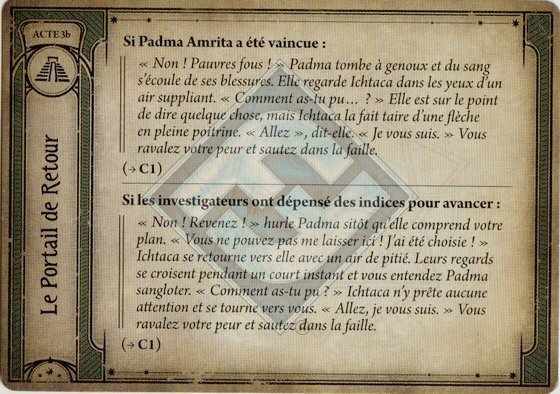 ACTE 3b
Le Portail de Retour
Si Padma Amrita a été vaincue :
« Non ! Pauvres fous ! » Padma tombe à genoux et du sang
s'écoule de ses blessures. Elle regarde Ichtaca dans les yeux d'un
air suppliant. « Comment as-tu pu… ? » Elle est sur le point
de dire quelque chose, mais Ichtaca la fait taire d'une flèche
en pleine poitrine. « Allez », dit-elle. « Je vous suis. » Vous
ravalez votre peur et sautez dans la faille.
(→ C1)
Si les investigateurs ont dépensé des indices pour avancer :
« Non ! Revenez ! » hurle Padma sitôt qu'elle comprend votre
plan. « Vous ne pouvez pas me laisser ici ! J'ai été choisie ! »
Ichtaca se retourne vers elle avec un air de pitié. Leurs regards
se croisent pendant un court instant et vous entendez Padma
sangloter. « Comment as-tu pu ? » Ichtaca n'y prête aucune
attention et se tourne vers vous. « Allez, je vous suis. » Vous
ravalez votre peur et sautez dans la faille.
(→ C1)